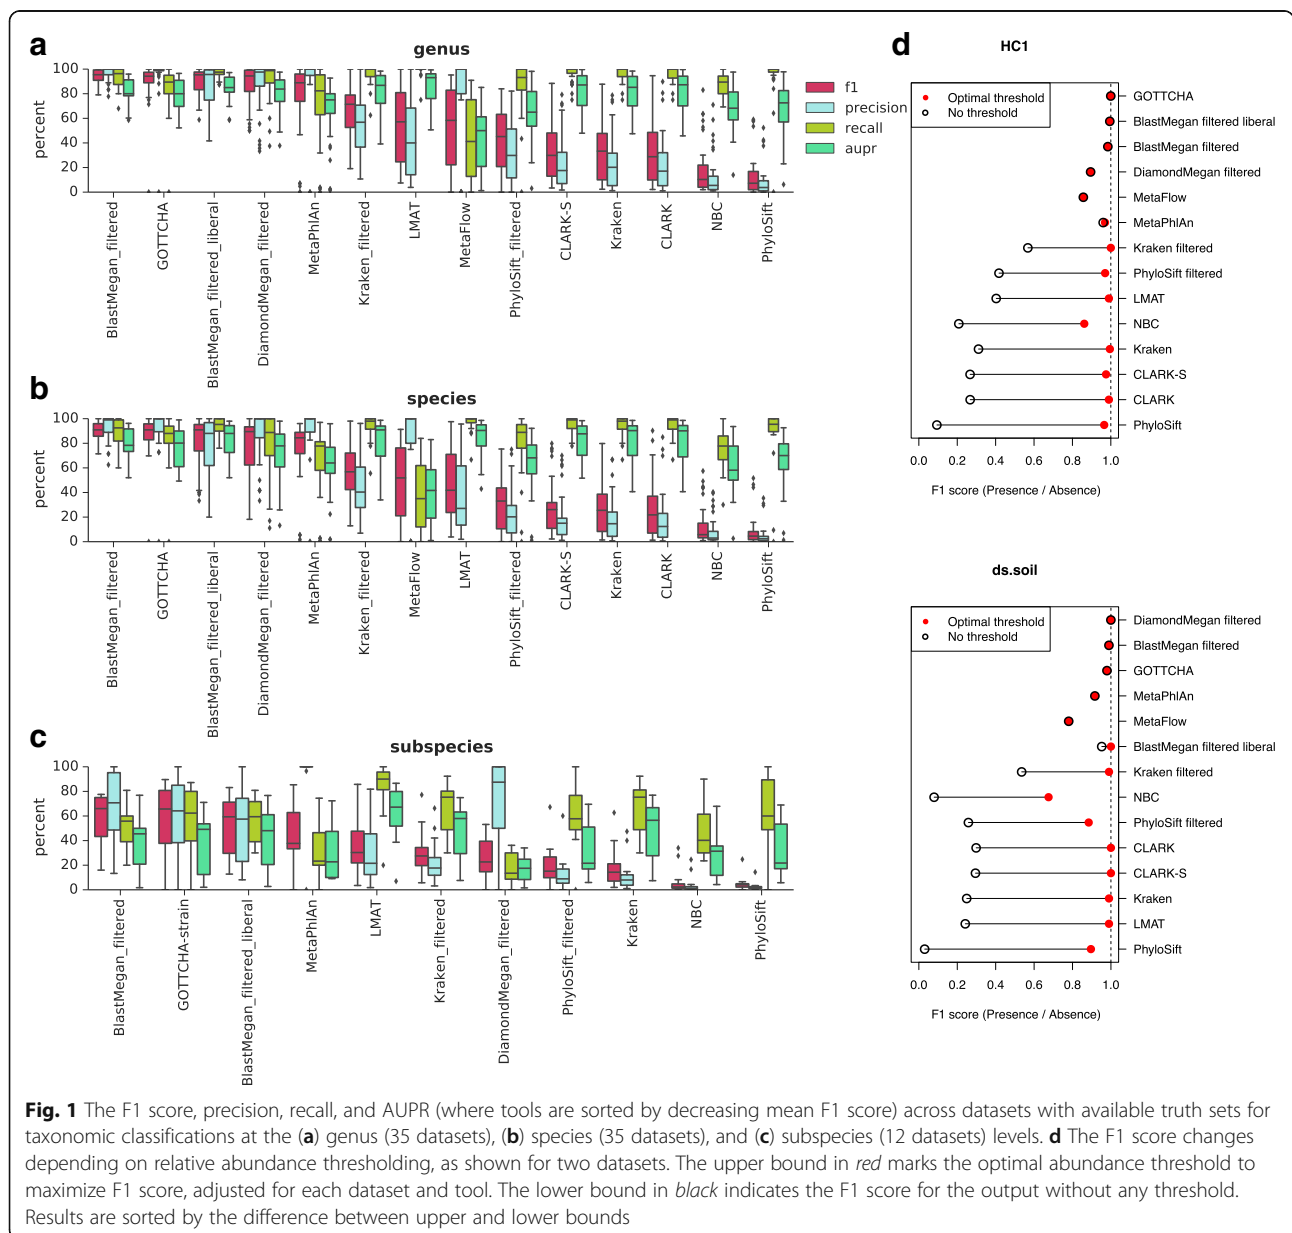 a
genus
100
80
60
40
20
0
percent
f1
precision
recall
aupr
BlastMegan_filtered
GOTTCHA
BlastMegan_filtered_liberal
DiamondMegan_filtered
MetaPhlAn
Kraken_filtered
LMAT
MetaFlow
PhyloSift_filtered
CLARK-S
Kraken
CLARK
NBC
PhyloSift
b
species
100
80
60
40
20
0
percent
BlastMegan_filtered
GOTTCHA
BlastMegan_filtered_liberal
DiamondMegan_filtered
MetaPhlAn
Kraken_filtered
MetaFlow
LMAT
PhyloSift_filtered
CLARK-S
Kraken
CLARK
NBC
PhyloSift
c
subspecies
100
80
60
40
20
0
percent
BlastMegan_filtered
GOTTCHA-strain
BlastMegan_filtered_liberal
MetaPhlAn
LMAT
Kraken_filtered
DiamondMegan_filtered
PhyloSift_filtered
Kraken
NBC
PhyloSift
d
HC1
Optimal threshold
No threshold
GOTTCHA
BlastMegan filtered liberal
BlastMegan filtered
DiamondMegan filtered
MetaFlow
MetaPhlAn
Kraken filtered
PhyloSift filtered
LMAT
NBC
Kraken
CLARK-S
CLARK
PhyloSift
0.0 0.2 0.4 0.6 0.8 1.0
F1 score (Presence / Absence)
ds.soil
Optimal threshold
No threshold
DiamondMegan filtered
BlastMegan filtered
GOTTCHA
MetaPhlAn
MetaFlow
BlastMegan filtered liberal
Kraken filtered
NBC
PhyloSift filtered
CLARK
CLARK-S
Kraken
LMAT
PhyloSift
0.0 0.2 0.4 0.6 0.8 1.0
F1 score (Presence / Absence)
Fig. 1 The F1 score, precision, recall, and AUPR (where tools are sorted by decreasing mean F1 score) across datasets with available truth sets for
taxonomic classifications at the (a) genus (35 datasets), (b) species (35 datasets), and (c) subspecies (12 datasets) levels. d The F1 score changes
depending on relative abundance thresholding, as shown for two datasets. The upper bound in red marks the optimal abundance threshold to
maximize F1 score, adjusted for each dataset and tool. The lower bound in black indicates the F1 score for the output without any threshold.
Results are sorted by the difference between upper and lower bounds